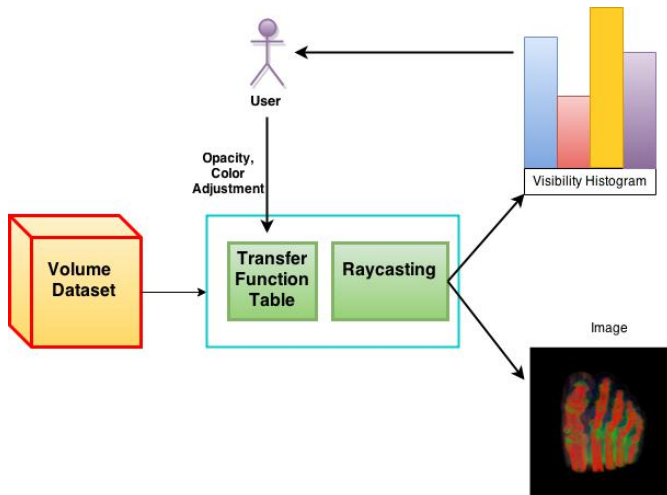 User
Opacity,
Color
Adjustment
Visibility Histogram
Volume
Dataset
Transfer
Function
Table
Raycasting
Image